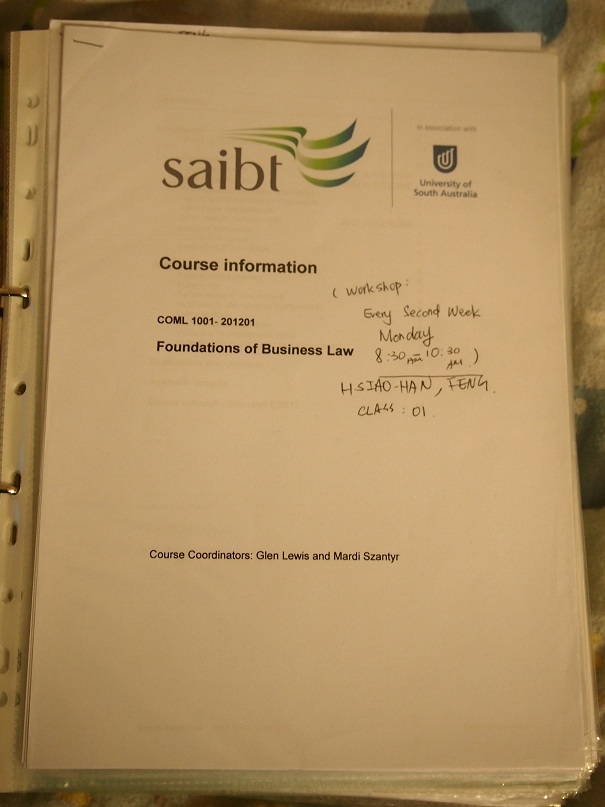 saibt
in association with
University of
South Australia
Course information
( Workshop:
Every Second Week
Monday
8:30 AM - 10:30 AM )
COML 1001- 201201
Foundations of Business Law
HSIAO-HAN, FENG.
CLASS : 01.
Course Coordinators: Glen Lewis and Mardi Szantyr